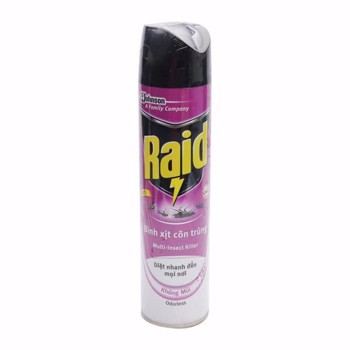 Johnson
A Family Company
Raid
Bình xịt côn trùng
Multi-Insect Killer
Diệt nhanh đến
mọi nơi
Không Mùi
Odorless